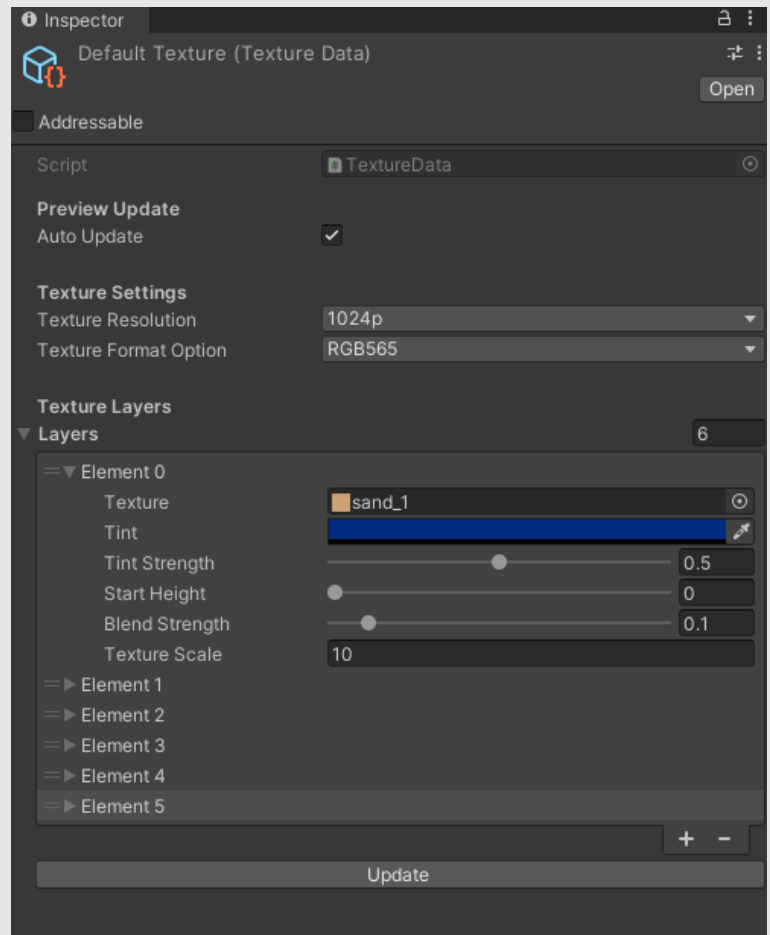 Inspector
Default Texture (Texture Data)
Open
Addressable
Script TextureData
Preview Update
Auto Update
Texture Settings
Texture Resolution 1024p
Texture Format Option RGB565
Texture Layers
Layers 6
Element 0
Texture sand_1
Tint
Tint Strength 0.5
Start Height 0
Blend Strength 0.1
Texture Scale 10
Element 1
Element 2
Element 3
Element 4
Element 5
+ −
Update